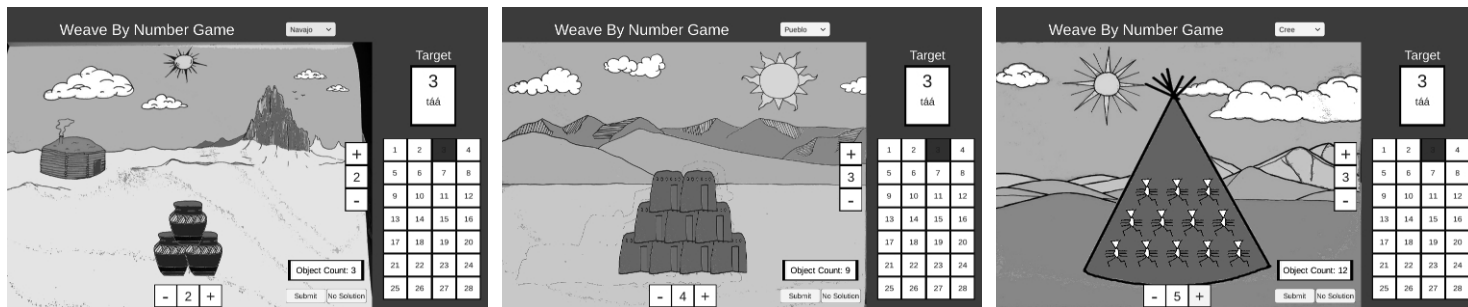 Weave By Number Game
Navajo
Target
3
táá
1 2 3 4
5 6 7 8
9 10 11 12
13 14 15 16
17 18 19 20
21 22 23 24
25 26 27 28
+
2
-
Object Count: 3
- 2 +
Submit No Solution
Weave By Number Game
Pueblo
Target
3
táá
1 2 3 4
5 6 7 8
9 10 11 12
13 14 15 16
17 18 19 20
21 22 23 24
25 26 27 28
+
3
-
Object Count: 9
- 4 +
Submit No Solution
Weave By Number Game
Cree
Target
3
táá
1 2 3 4
5 6 7 8
9 10 11 12
13 14 15 16
17 18 19 20
21 22 23 24
25 26 27 28
+
3
-
Object Count: 12
- 5 +
Submit No Solution